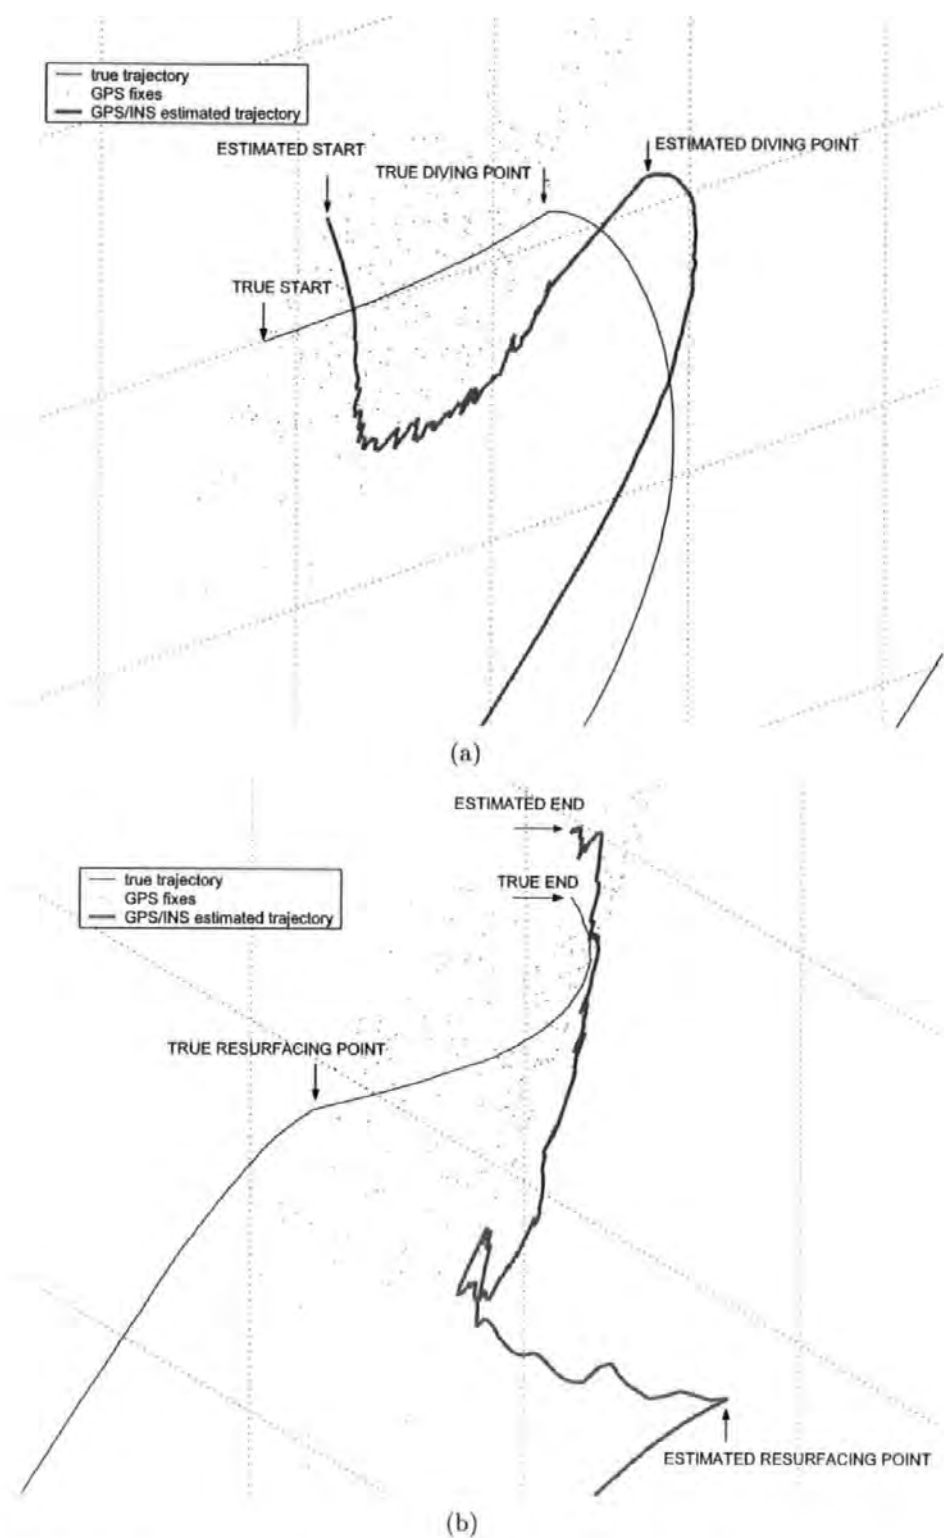 true trajectory
GPS fixes
GPS/INS estimated trajectory
ESTIMATED START
TRUE DIVING POINT
ESTIMATED DIVING POINT
TRUE START
(a)
ESTIMATED END
true trajectory
GPS fixes
GPS/INS estimated trajectory
TRUE END
TRUE RESURFACING POINT
ESTIMATED RESURFACING POINT
(b)